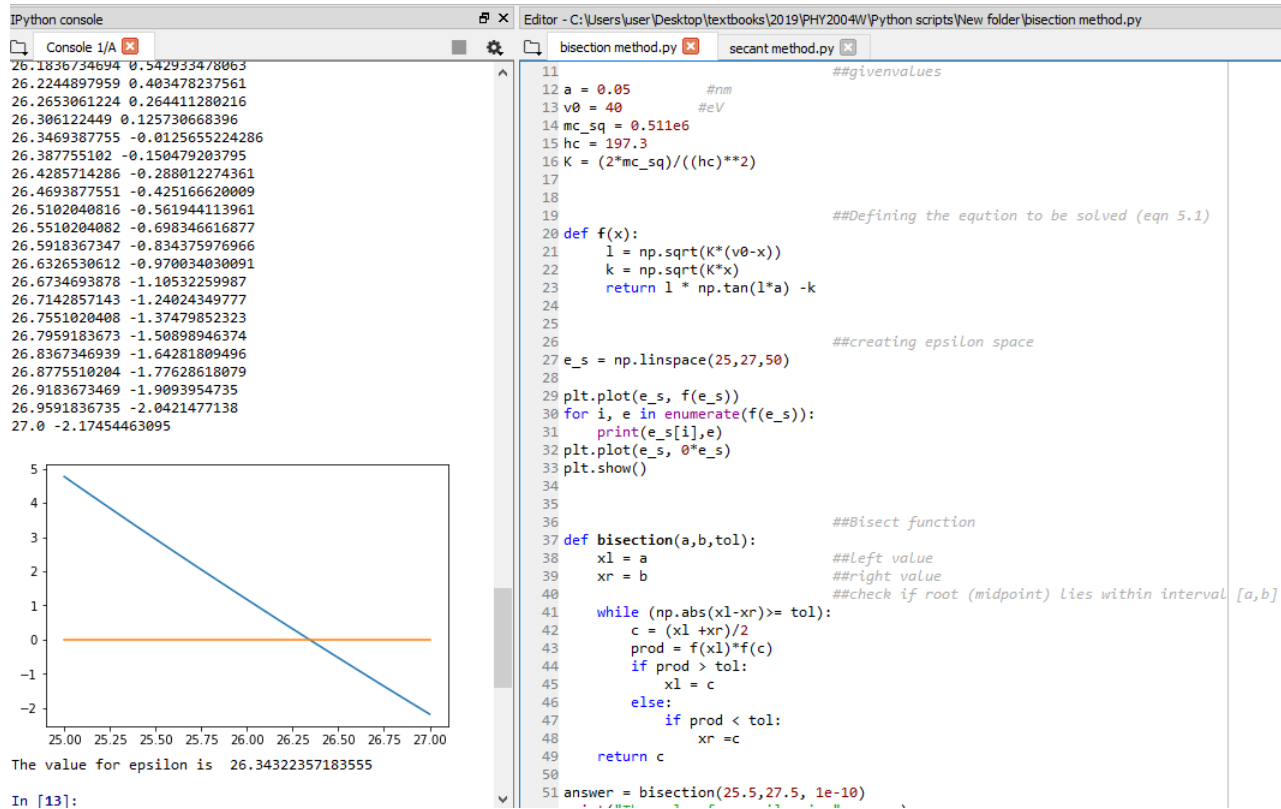 IPython console
Console 1/A
26.1836734694 0.542933478063
26.2244897959 0.403478237561
26.2653061224 0.264411280216
26.306122449 0.125730668396
26.3469387755 -0.0125655224286
26.387755102 -0.150479203795
26.4285714286 -0.288012274361
26.4693877551 -0.425166620009
26.5102040816 -0.561944113961
26.5510204082 -0.698346616877
26.5918367347 -0.834375976966
26.6326530612 -0.970034030091
26.6734693878 -1.10532259987
26.7142857143 -1.24024349777
26.7551020408 -1.37479852323
26.7959183673 -1.50898946374
26.8367346939 -1.64281809496
26.8775510204 -1.77628618079
26.9183673469 -1.9093954735
26.9591836735 -2.0421477138
27.0 -2.17454463095
5
4
3
2
1
0
−1
−2
25.00 25.25 25.50 25.75 26.00 26.25 26.50 26.75 27.00
The value for epsilon is  26.34322357183555
In [13]:
Editor - C:\Users\user\Desktop\textbooks\2019\PHY2004W\Python scripts\New folder\bisection method.py
bisection method.py secant method.py
11 ##givenvalues
12 a = 0.05 #nm
13 v0 = 40 #eV
14 mc_sq = 0.511e6
15 hc = 197.3
16 K = (2*mc_sq)/((hc)**2)
17
18
19 ##Defining the eqution to be solved (eqn 5.1)
20 def f(x):
21 l = np.sqrt(K*(v0-x))
22 k = np.sqrt(K*x)
23 return l * np.tan(l*a) -k
24
25
26 ##creating epsilon space
27 e_s = np.linspace(25,27,50)
28
29 plt.plot(e_s, f(e_s))
30 for i, e in enumerate(f(e_s)):
31 print(e_s[i],e)
32 plt.plot(e_s, 0*e_s)
33 plt.show()
34
35
36 ##Bisect function
37 def bisection(a,b,tol):
38 xl = a ##left value
39 xr = b ##right value
40 ##check if root (midpoint) lies within interval [a,b]
41 while (np.abs(xl-xr)>= tol):
42 c = (xl +xr)/2
43 prod = f(xl)*f(c)
44 if prod > tol:
45 xl = c
46 else:
47 if prod < tol:
48 xr =c
49 return c
50
51 answer = bisection(25.5,27.5, 1e-10)